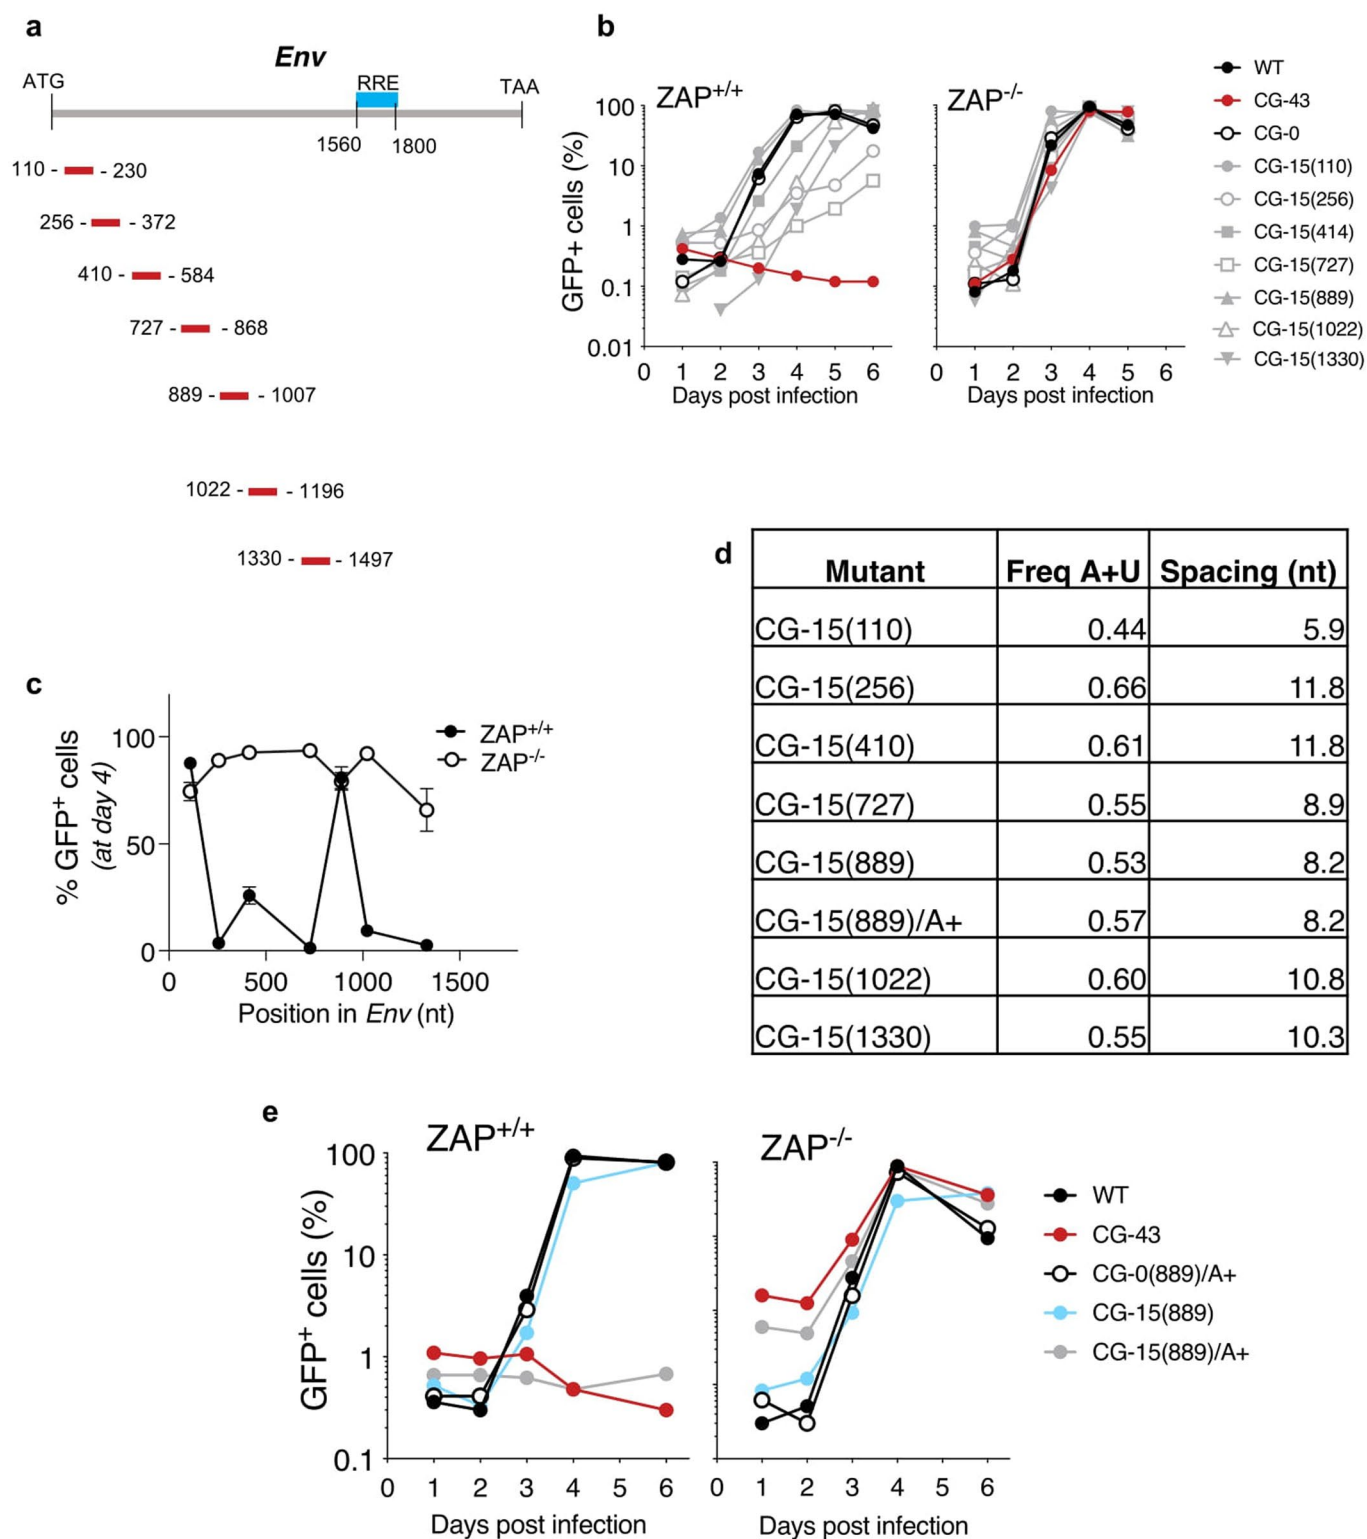 a
Env
ATG
RRE
TAA
1560
1800
110 -
- 230
256 -
- 372
410 -
- 584
727 -
- 868
889 -
- 1007
1022 -
- 1196
1330 -
- 1497
b
ZAP+/+
ZAP-/-
GFP+ cells (%)
100
10
1
0.1
0.01
0 1 2 3 4 5 6
0 1 2 3 4 5 6
Days post infection
Days post infection
WT
CG-43
CG-0
CG-15(110)
CG-15(256)
CG-15(414)
CG-15(727)
CG-15(889)
CG-15(1022)
CG-15(1330)
c
% GFP+ cells
(at day 4)
100
50
0
0 500 1000 1500
Position in Env (nt)
ZAP+/+
ZAP-/-
d
Mutant Freq A+U Spacing (nt)
CG-15(110) 0.44 5.9
CG-15(256) 0.66 11.8
CG-15(410) 0.61 11.8
CG-15(727) 0.55 8.9
CG-15(889) 0.53 8.2
CG-15(889)/A+ 0.57 8.2
CG-15(1022) 0.60 10.8
CG-15(1330) 0.55 10.3
e
ZAP+/+
ZAP-/-
GFP+ cells (%)
100
10
1
0.1
0 1 2 3 4 5 6
0 1 2 3 4 5 6
Days post infection
Days post infection
WT
CG-43
CG-0(889)/A+
CG-15(889)
CG-15(889)/A+